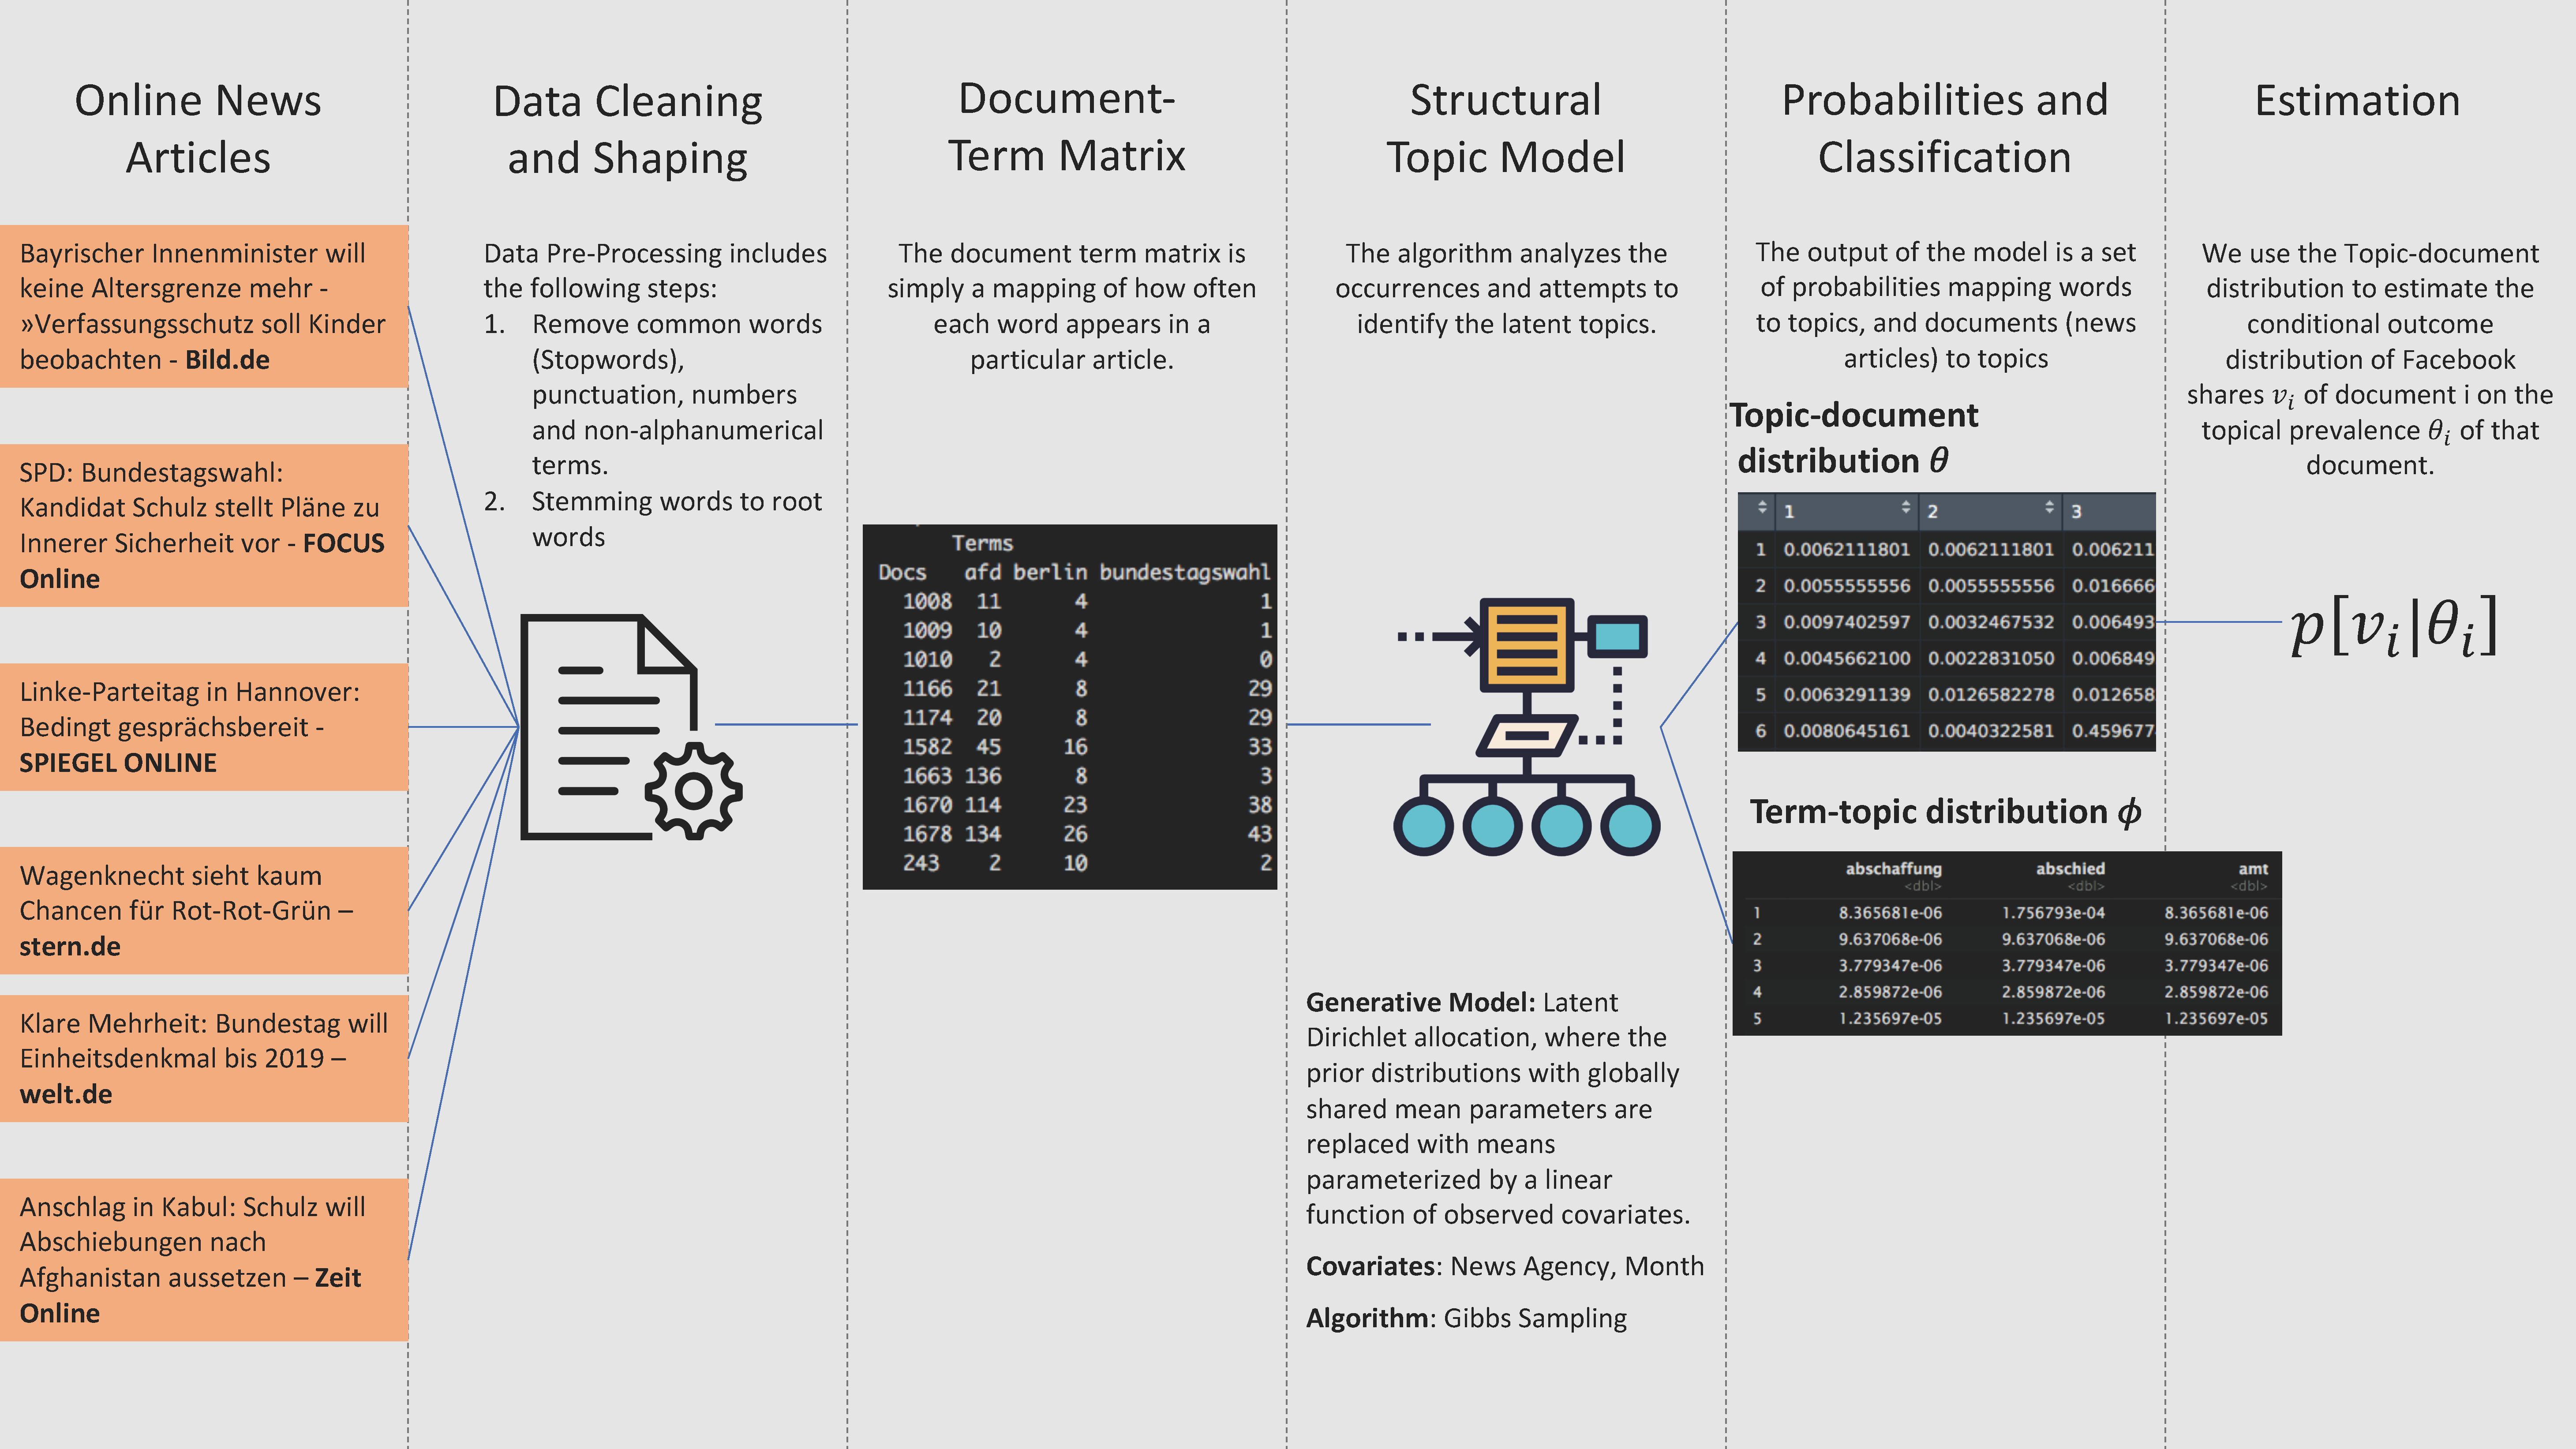 Online News
Articles
Bayrischer Innenminister will
keine Altersgrenze mehr -
»Verfassungsschutz soll Kinder
beobachten - Bild.de
SPD: Bundestagswahl:
Kandidat Schulz stellt Pläne zu
Innerer Sicherheit vor - FOCUS
Online
Linke-Parteitag in Hannover:
Bedingt gesprächsbereit -
SPIEGEL ONLINE
Wagenknecht sieht kaum
Chancen für Rot-Rot-Grün –
stern.de
Klare Mehrheit: Bundestag will
Einheitsdenkmal bis 2019 –
welt.de
Anschlag in Kabul: Schulz will
Abschiebungen nach
Afghanistan aussetzen – Zeit
Online
Data Cleaning
and Shaping
Data Pre-Processing includes
the following steps:
1. Remove common words
(Stopwords),
punctuation, numbers
and non-alphanumerical
terms.
2. Stemming words to root
words
Document-
Term Matrix
The document term matrix is
simply a mapping of how often
each word appears in a
particular article.
Terms
Docs afd berlin bundestagswahl
1008 11 4 1
1009 10 4 1
1010 2 4 0
1166 21 8 29
1174 20 8 29
1582 45 16 33
1663 136 8 3
1670 114 23 38
1678 134 26 43
243 2 10 2
Structural
Topic Model
The algorithm analyzes the
occurrences and attempts to
identify the latent topics.
Generative Model: Latent
Dirichlet allocation, where the
prior distributions with globally
shared mean parameters are
replaced with means
parameterized by a linear
function of observed covariates.
Covariates: News Agency, Month
Algorithm: Gibbs Sampling
Probabilities and
Classification
The output of the model is a set
of probabilities mapping words
to topics, and documents (news
articles) to topics
Topic-document
distribution θ
1 2 3
1 0.0062111801 0.0062111801 0.006211
2 0.0055555556 0.0055555556 0.016666
3 0.0097402597 0.0032467532 0.006493
4 0.0045662100 0.0022831050 0.006849
5 0.0063291139 0.0126582278 0.012658
6 0.0080645161 0.0040322581 0.459677
Term-topic distribution ϕ
abschaffung abschied amt
<dbl> <dbl> <dbl>
1 8.365681e-06 1.756793e-04 8.365681e-06
2 9.637068e-06 9.637068e-06 9.637068e-06
3 3.779347e-06 3.779347e-06 3.779347e-06
4 2.859872e-06 2.859872e-06 2.859872e-06
5 1.235697e-05 1.235697e-05 1.235697e-05
Estimation
We use the Topic-document
distribution to estimate the
conditional outcome
distribution of Facebook
shares 𝑣ᵢ of document i on the
topical prevalence θᵢ of that
document.
p[vᵢ|θᵢ]